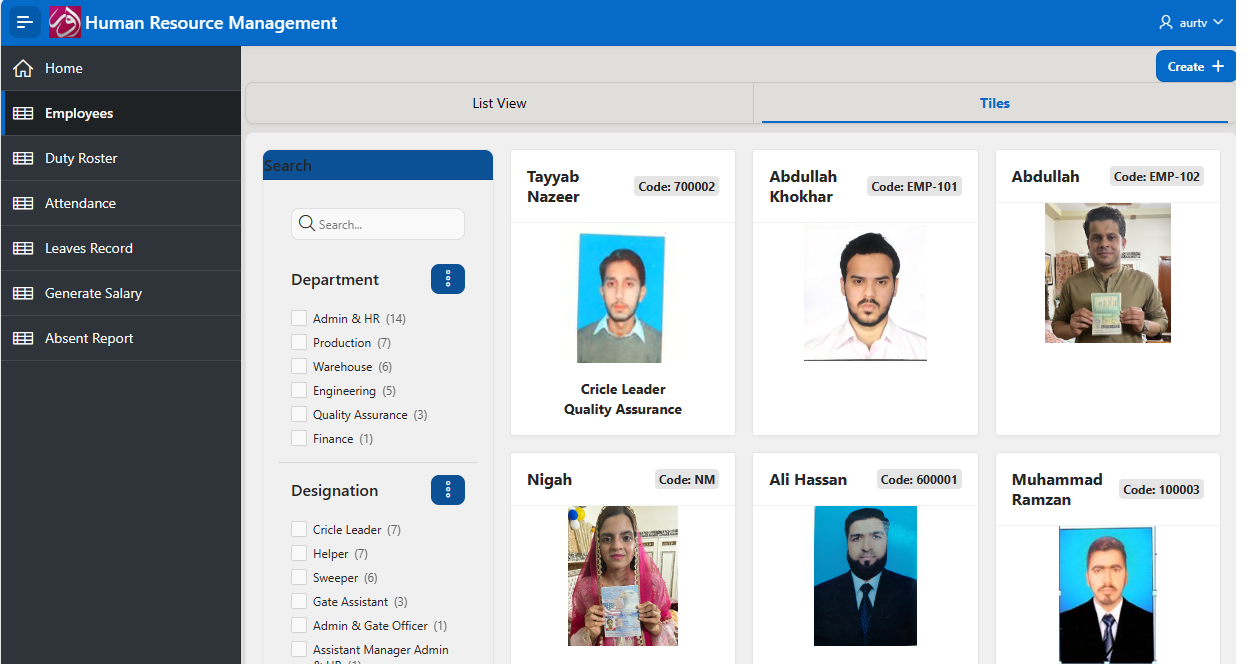 Human Resource Management
aurtv
Home
Employees
Duty Roster
Attendance
Leaves Record
Generate Salary
Absent Report
Create
List View
Tiles
Search
Search...
Department
Admin & HR (14)
Production (7)
Warehouse (6)
Engineering (5)
Quality Assurance (3)
Finance (1)
Designation
Cricle Leader (7)
Helper (7)
Sweeper (6)
Gate Assistant (3)
Admin & Gate Officer (1)
Assistant Manager Admin
& HR (1)
Tayyab
Nazeer
Code: 700002
Cricle Leader
Quality Assurance
Abdullah
Khokhar
Code: EMP-101
Abdullah
Code: EMP-102
Nigah
Code: NM
Ali Hassan
Code: 600001
Muhammad
Ramzan
Code: 100003